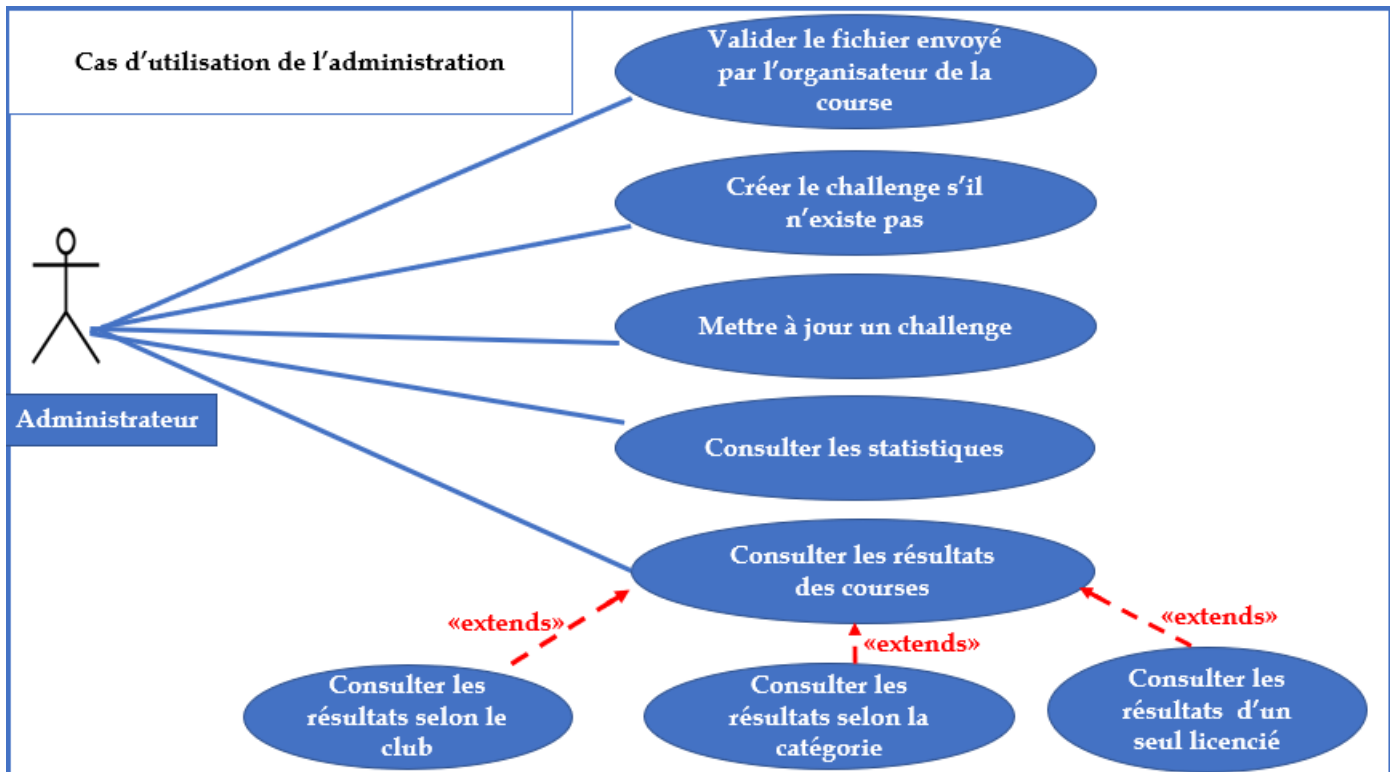 Cas d'utilisation de l'administration
Valider le fichier envoyé
par l'organisateur de la
course
Créer le challenge s'il
n'existe pas
Mettre à jour un challenge
Administrateur
Consulter les statistiques
Consulter les résultats
des courses
«extends»
«extends»
«extends»
Consulter les
résultats selon le
club
Consulter les
résultats selon la
catégorie
Consulter les
résultats d'un
seul licencié